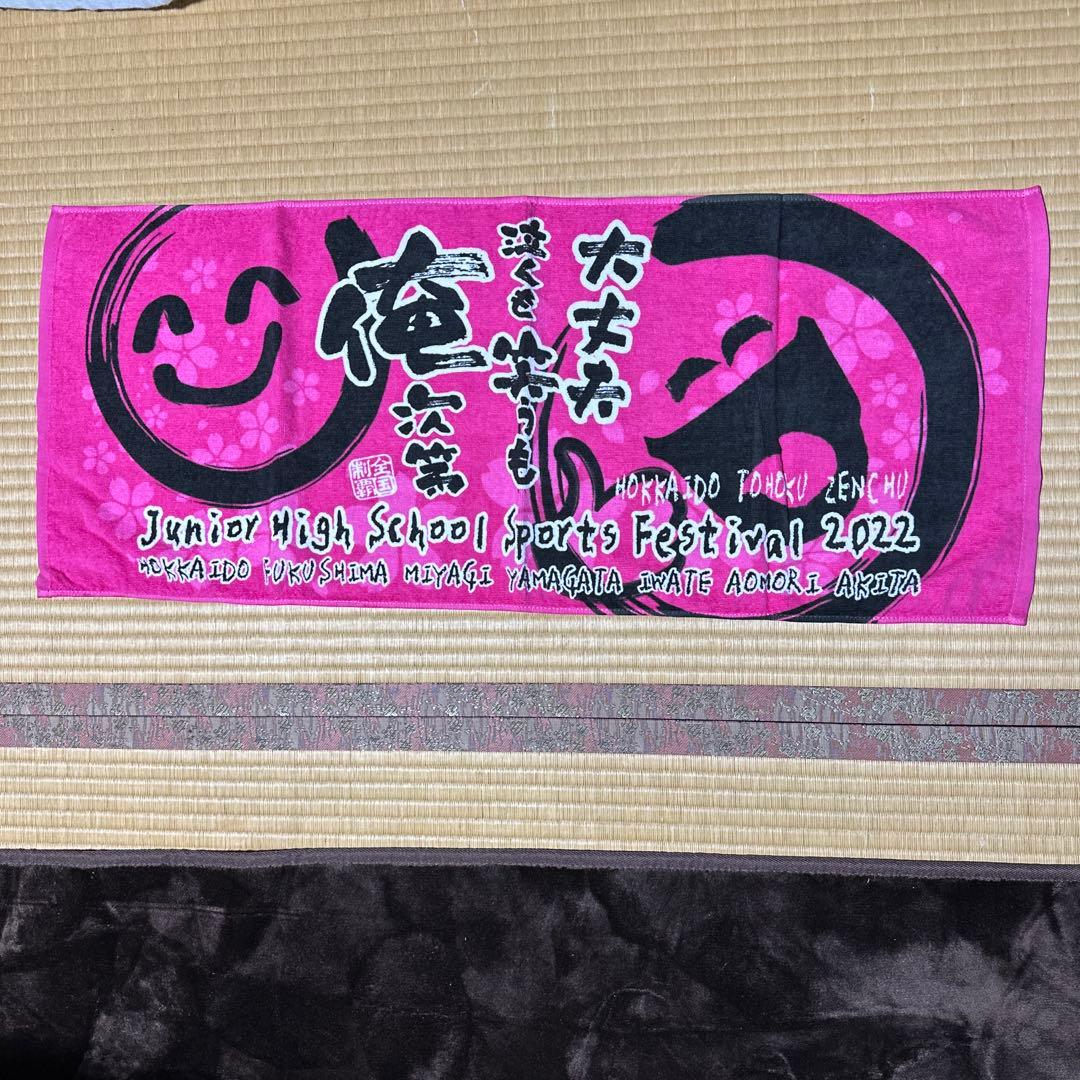 大丈夫
泣くも笑うも
俺次第
全国
制覇
HOKKAIDO TOHOKU ZENCHU
Junior High School Sports Festival 2022
HOKKAIDO FUKUSHIMA MIYAGI YAMAGATA IWATE AOMORI AKITA